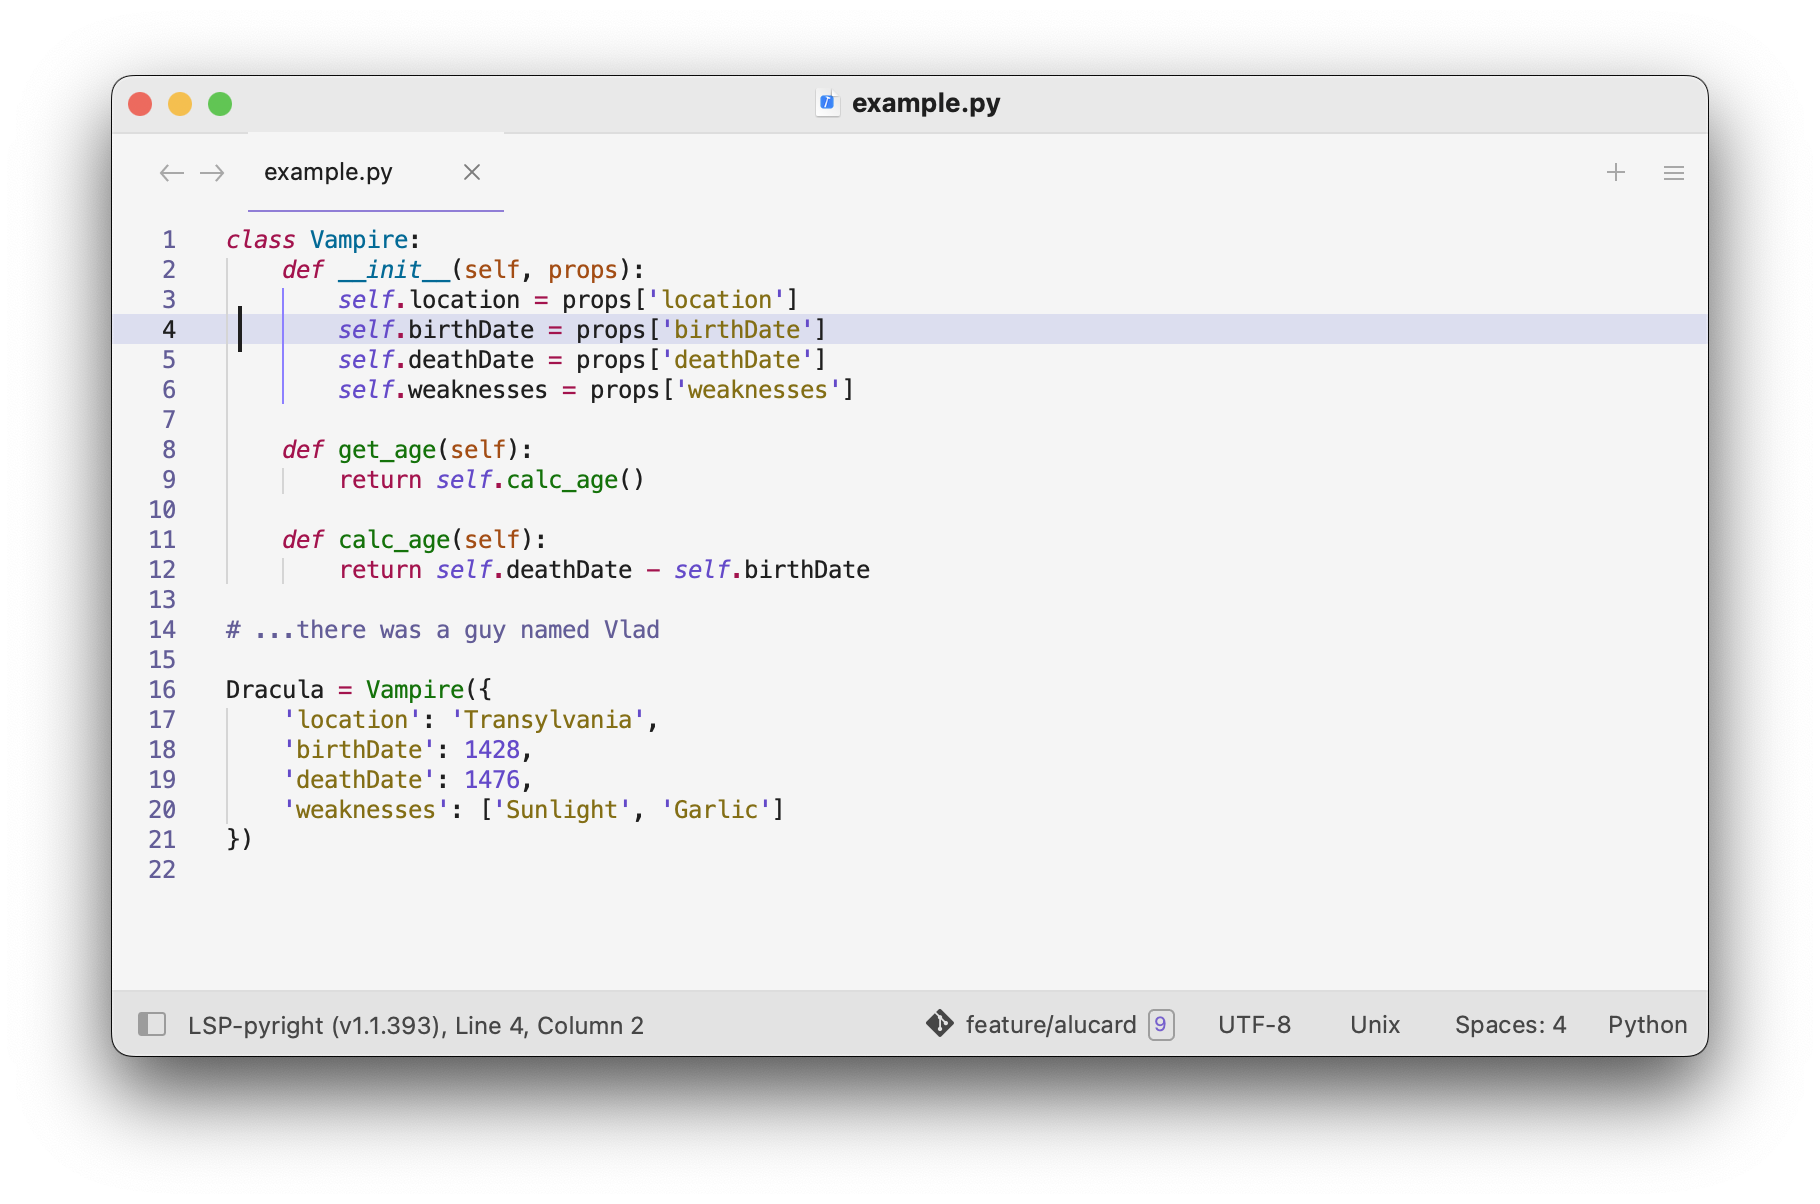 example.py
example.py
1 class Vampire:
2     def __init__(self, props):
3         self.location = props['location']
4         self.birthDate = props['birthDate']
5         self.deathDate = props['deathDate']
6         self.weaknesses = props['weaknesses']
7
8     def get_age(self):
9         return self.calc_age()
10
11     def calc_age(self):
12         return self.deathDate - self.birthDate
13
14 # ...there was a guy named Vlad
15
16 Dracula = Vampire({
17     'location': 'Transylvania',
18     'birthDate': 1428,
19     'deathDate': 1476,
20     'weaknesses': ['Sunlight', 'Garlic']
21 })
22
LSP-pyright (v1.1.393), Line 4, Column 2 feature/alucard 9 UTF-8 Unix Spaces: 4 Python